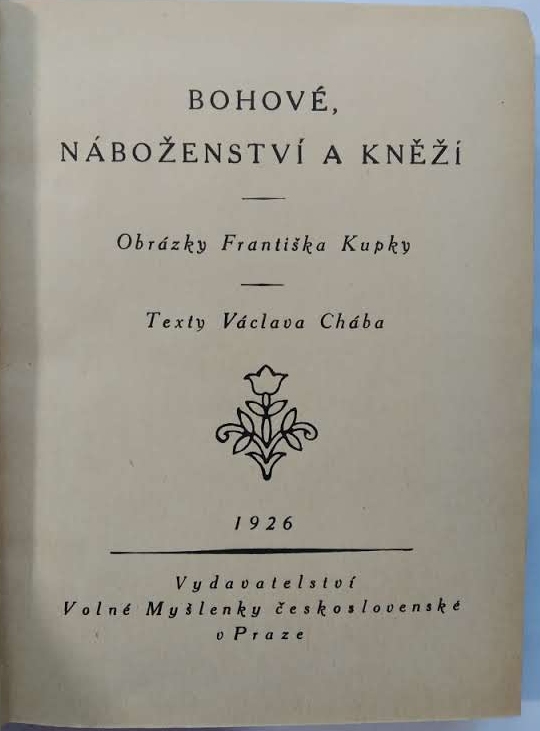 BOHOVÉ,
NÁBOŽENSTVÍ A KNĚŽÍ
Obrázky Františka Kupky
Texty Václava Chába
1926
Vydavatelství
Volné Myšlenky československé
v Praze